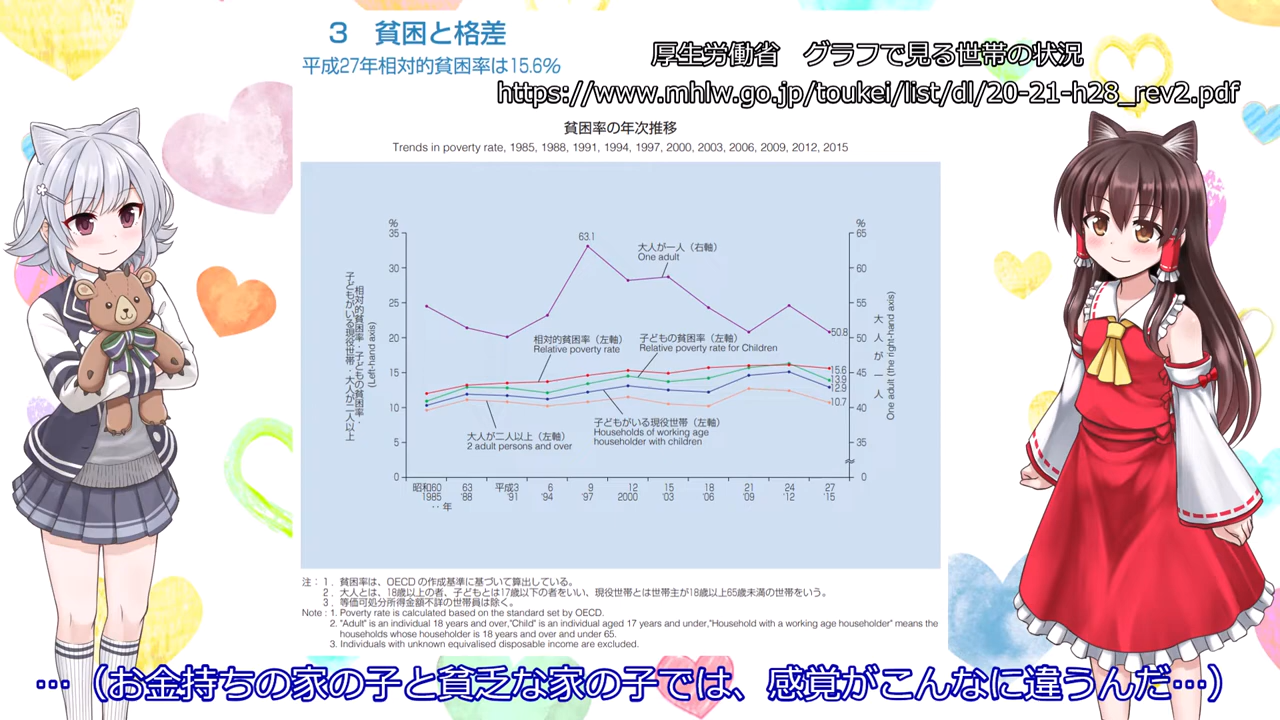 3　貧困と格差
平成27年相対的貧困率は15.6%
厚生労働省　グラフで見る世帯の状況
https://www.mhlw.go.jp/toukei/list/dl/20-21-h28_rev2.pdf
貧困率の年次推移
Trends in poverty rate, 1985, 1988, 1991, 1994, 1997, 2000, 2003, 2006, 2009, 2012, 2015
%
35
30
25
20
15
10
5
0
相対的貧困率・子どもの貧困率・
子どもがいる現役世帯・大人が二人以上
(Left-hand axis)
63.1
大人が一人（右軸）
One adult
相対的貧困率（左軸）
Relative poverty rate
子どもの貧困率（左軸）
Relative poverty rate for Children
大人が二人以上（左軸）
2 adult persons and over
子どもがいる現役世帯（左軸）
Households of working age
householder with children
50.8
15.6
13.9
12.9
10.7
%
65
60
55
50
45
40
35
0
大人が一人
One adult (the right-hand axis)
昭和60 63 平成3 6 9 12 15 18 21 24 27
1985 '88 '91 '94 '97 2000 '03 '06 '09 '12 '15
‥年
注：1．貧困率は、OECDの作成基準に基づいて算出している。
2．大人とは、18歳以上の者、子どもとは17歳以下の者をいい、現役世帯とは世帯主が18歳以上65歳未満の世帯をいう。
3．等価可処分所得金額不詳の世帯員は除く。
Note : 1. Poverty rate is calculated based on the standard set by OECD.
2. "Adult" is an individual 18 years and over,"Child" is an individual aged 17 years and under,"Household with a working age householder" means the
households whose householder is 18 years and over and under 65.
3. Individuals with unknown equivalised disposable income are excluded.
…（お金持ちの家の子と貧乏な家の子では、感覚がこんなに違うんだ…）